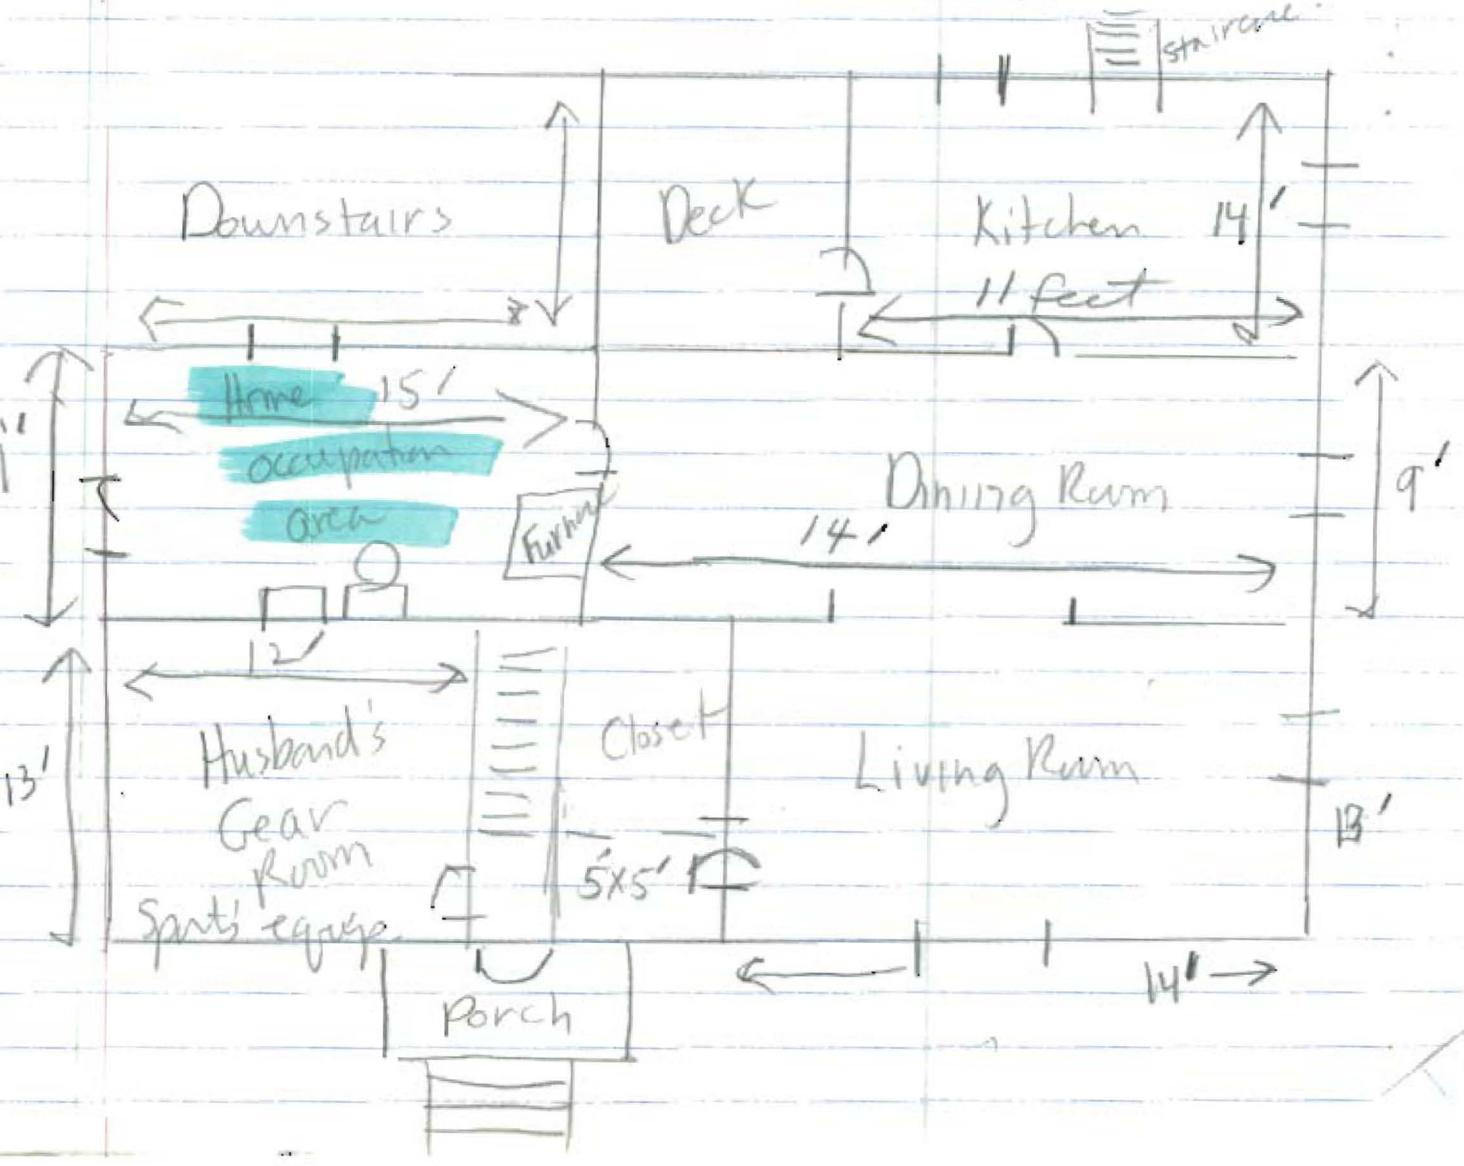 staircase
Downstairs
Deck
Kitchen
14'
11 feet
Home
15'
occupation
area
Furnace
Dining Room
9'
14'
12'
Husband's
Gear
Room
Sports equip.
13'
Closet
5'x5'
Living Room
13'
14'
Porch